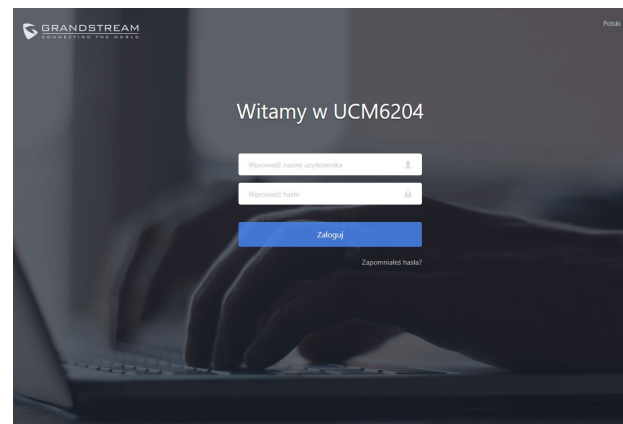 GRANDSTREAM
CONNECTING THE WORLD
Polski
Witamy w UCM6204
Wprowadź nazwę użytkownika
Wprowadź hasło
Zaloguj
Zapomniałeś hasła?